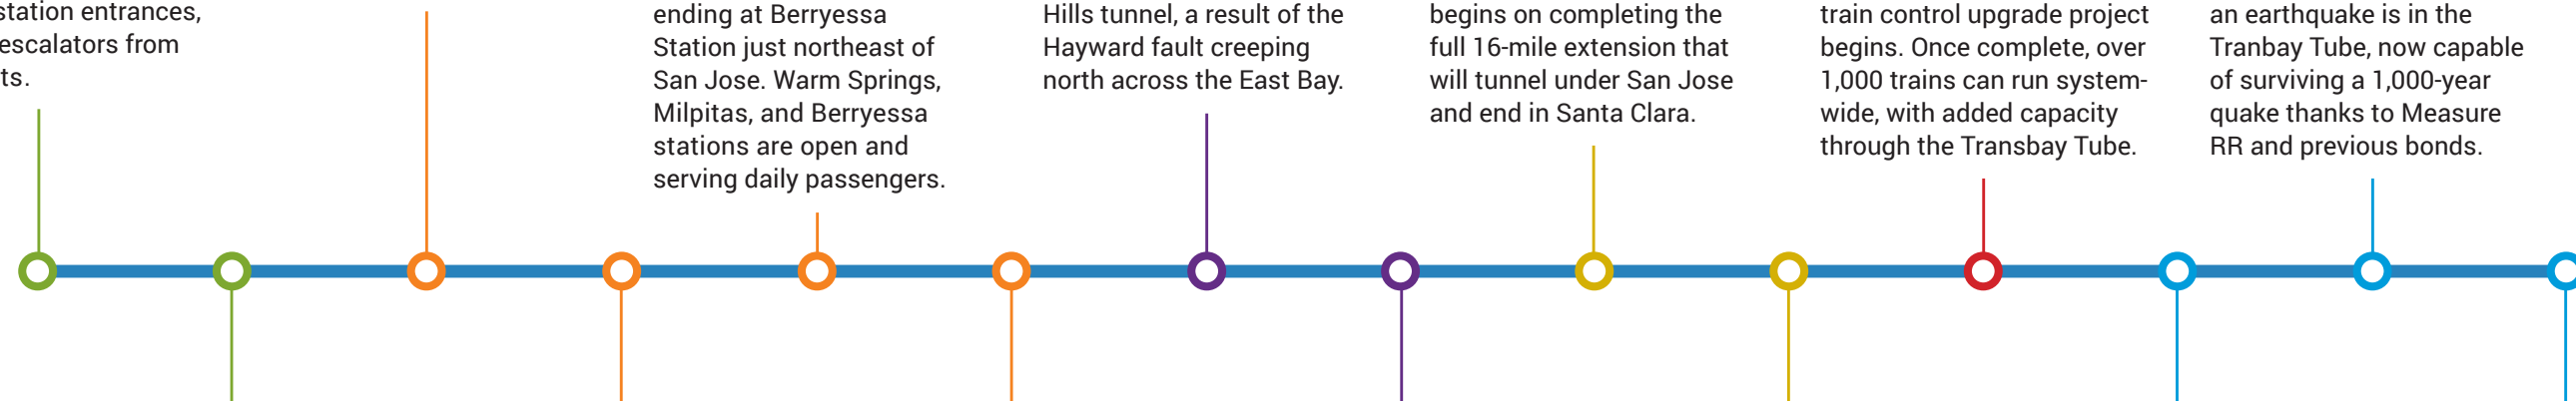 station entrances,
escalators from
ts.
ending at Berryessa
Station just northeast of
San Jose. Warm Springs,
Milpitas, and Berryessa
stations are open and
serving daily passengers.
Hills tunnel, a result of the
Hayward fault creeping
north across the East Bay.
begins on completing the
full 16-mile extension that
will tunnel under San Jose
and end in Santa Clara.
train control upgrade project
begins. Once complete, over
1,000 trains can run system-
wide, with added capacity
through the Transbay Tube.
an earthquake is in the
Tranbay Tube, now capable
of surviving a 1,000-year
quake thanks to Measure
RR and previous bonds.